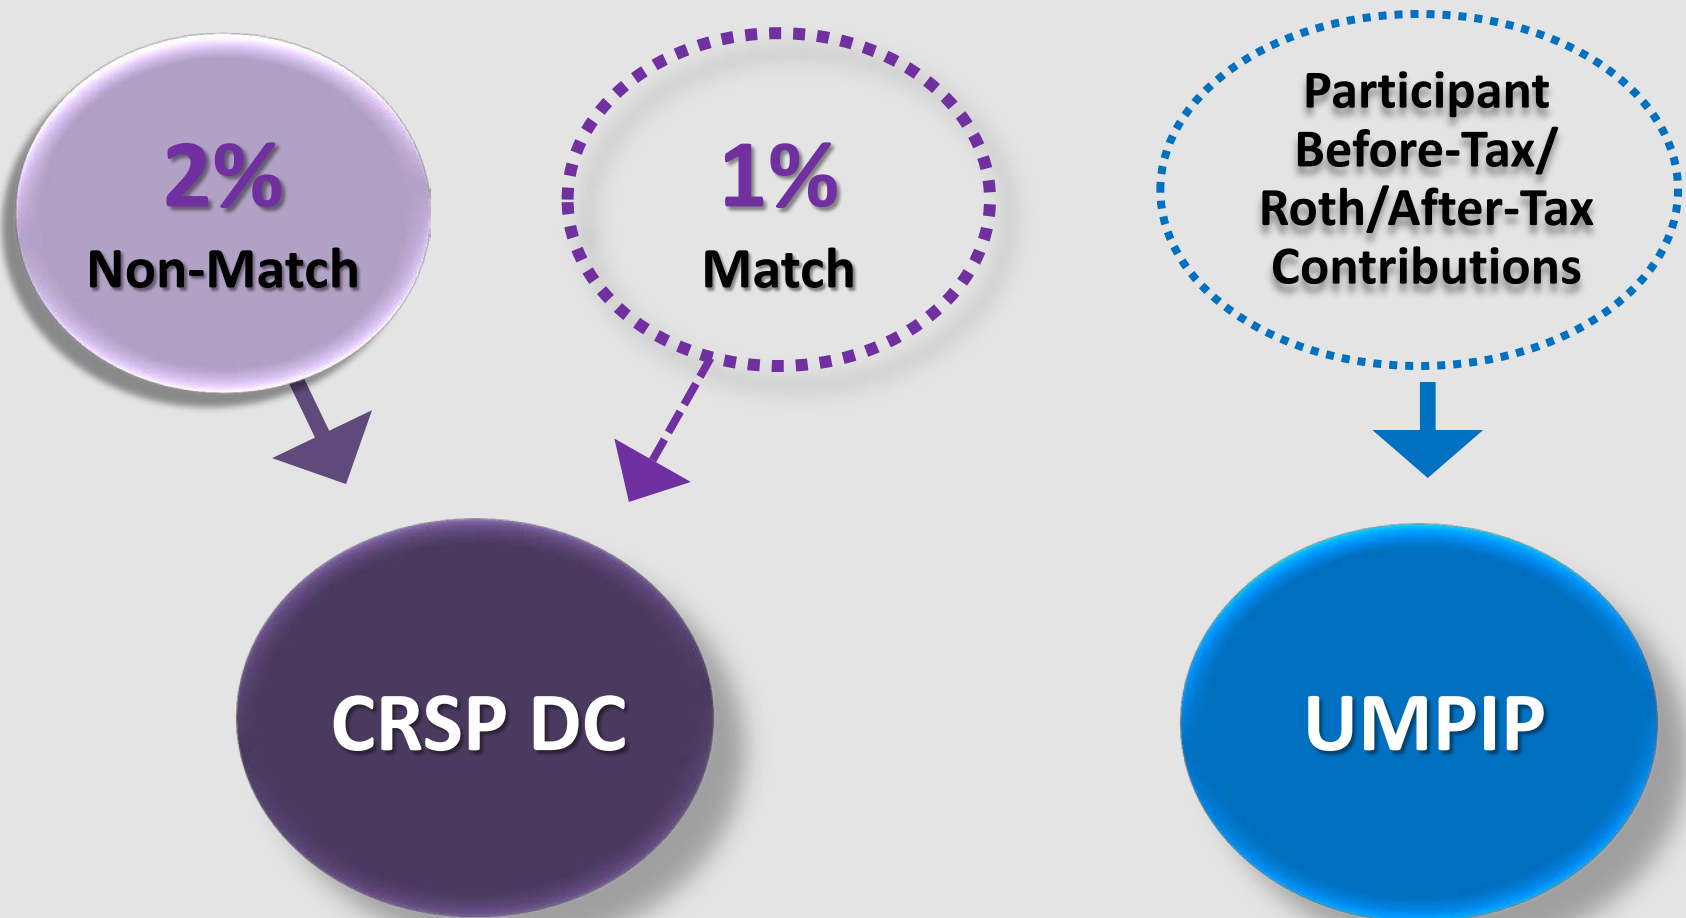 2%
Non-Match
1%
Match
Participant
Before-Tax/
Roth/After-Tax
Contributions
CRSP DC
UMPIP